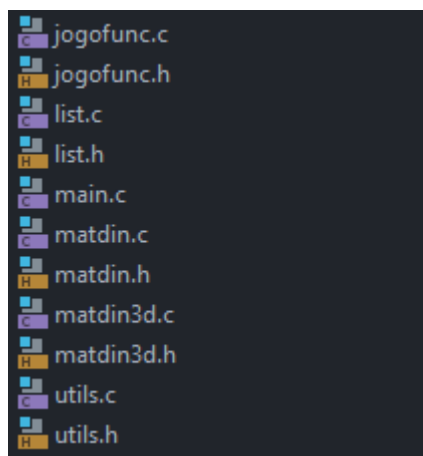 jogofunc.c
jogofunc.h
list.c
list.h
main.c
matdin.c
matdin.h
matdin3d.c
matdin3d.h
utils.c
utils.h